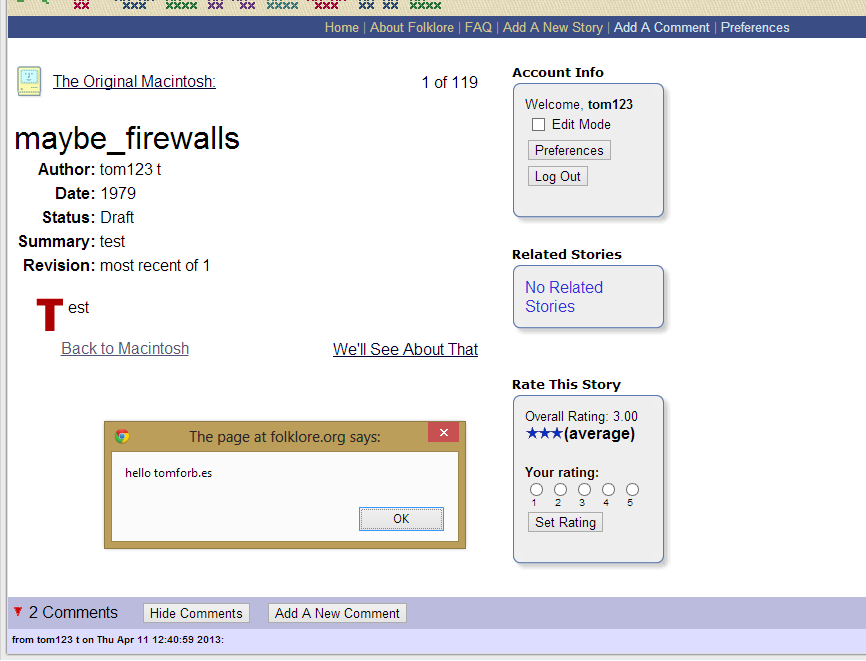 Home | About Folklore | FAQ | Add A New Story | Add A Comment | Preferences
The Original Macintosh:
1 of 119
maybe_firewalls
Author: tom123 t
Date: 1979
Status: Draft
Summary: test
Revision: most recent of 1
Test
Back to Macintosh
We'll See About That
Account Info
Welcome, tom123
Edit Mode
Preferences
Log Out
Related Stories
No Related
Stories
Rate This Story
Overall Rating: 3.00
★★★(average)
Your rating:
1 2 3 4 5
Set Rating
The page at folklore.org says:
hello tomforb.es
OK
2 Comments
Hide Comments
Add A New Comment
from tom123 t on Thu Apr 11 12:40:59 2013: